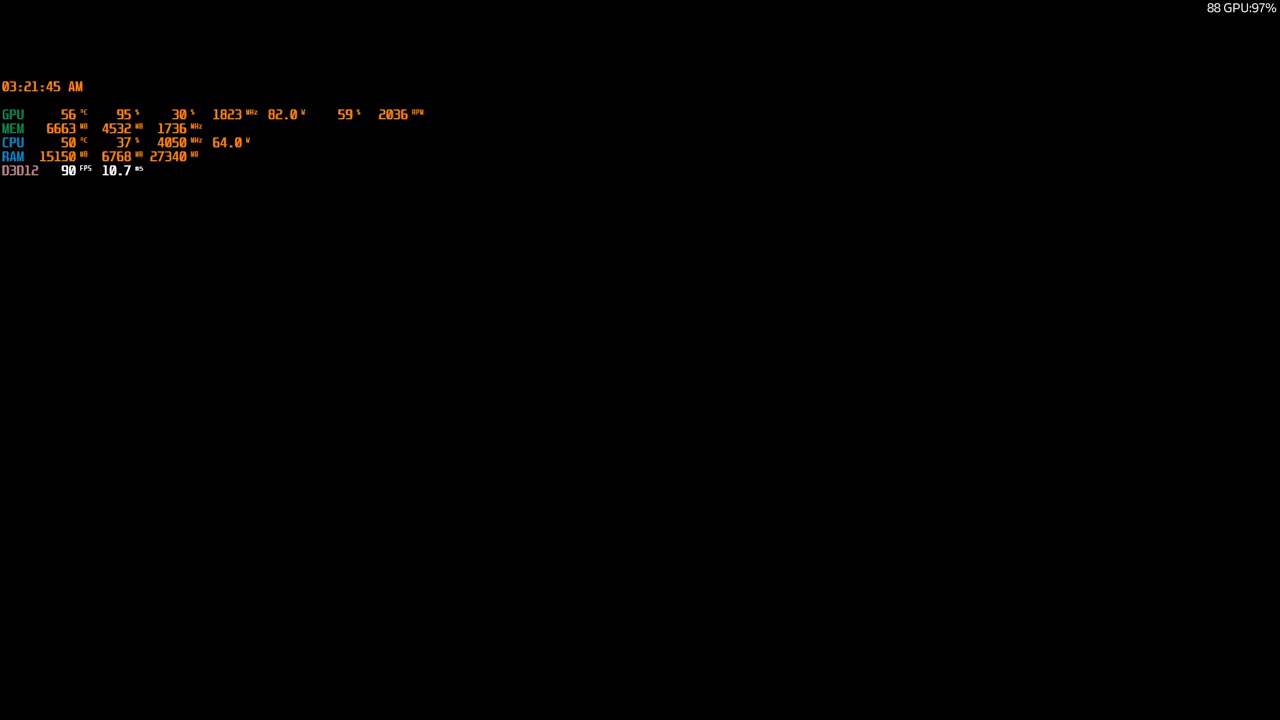 88 GPU:97%
03:21:45 AM
GPU 56 °C 95 % 30 % 1823 MHz 82.0 W 59 % 2036 RPM
MEM 6663 MB 4532 MB 1736 MHz
CPU 50 °C 37 % 4050 MHz 64.0 W
RAM 15150 MB 6768 MB 27340 MB
D3D12 90 FPS 10.7 ms